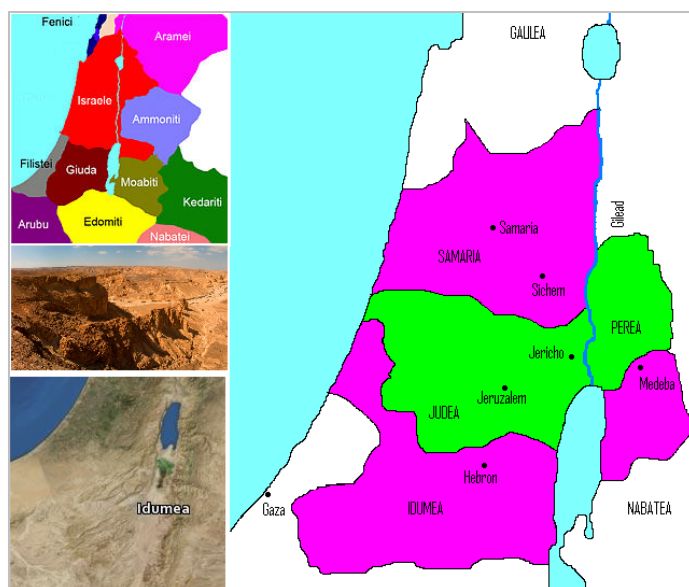 Fenici
Aramei
Israele
Ammoniti
Filistei
Giuda
Moabiti
Kedariti
Arubu
Edomiti
Nabatei
Idumea
GALILEA
Gilead
Samaria
SAMARIA
Sichem
PEREA
Jericho
Medeba
Jeruzalem
JUDEA
Hebron
Gaza
IDUMEA
NABATEA